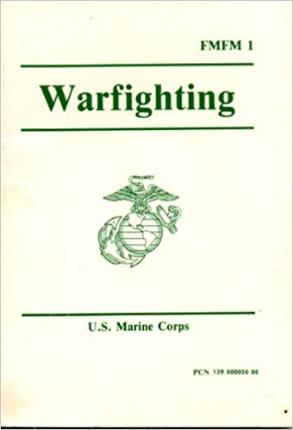 FMFM 1
Warfighting
U.S. Marine Corps
PCN 139 000050 00